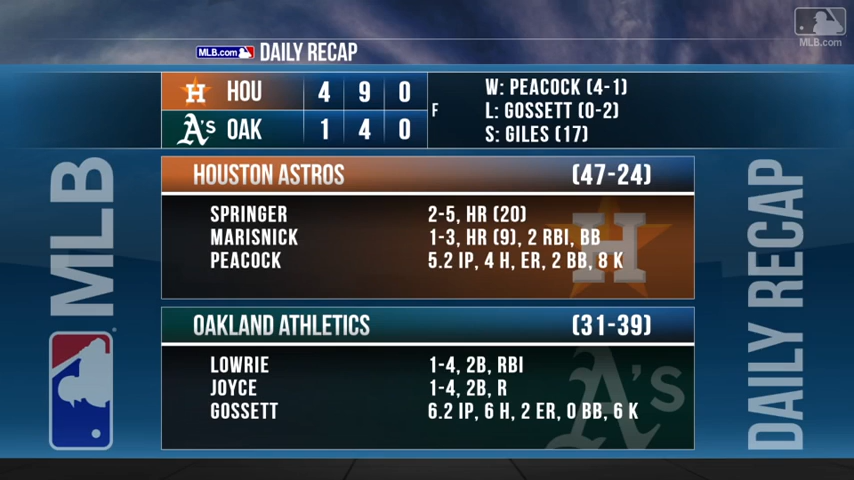 MLB.com DAILY RECAP
MLB.com
HOU 4 9 0
OAK 1 4 0
A's
F
W: PEACOCK (4-1)
L: GOSSETT (0-2)
S: GILES (17)
HOUSTON ASTROS (47-24)
SPRINGER 2-5, HR (20)
MARISNICK 1-3, HR (9), 2 RBI, BB
PEACOCK 5.2 IP, 4 H, ER, 2 BB, 8 K
H
OAKLAND ATHLETICS (31-39)
LOWRIE 1-4, 2B, RBI
JOYCE 1-4, 2B, R
GOSSETT 6.2 IP, 6 H, 2 ER, 0 BB, 6 K
A's
MLB
DAILY RECAP